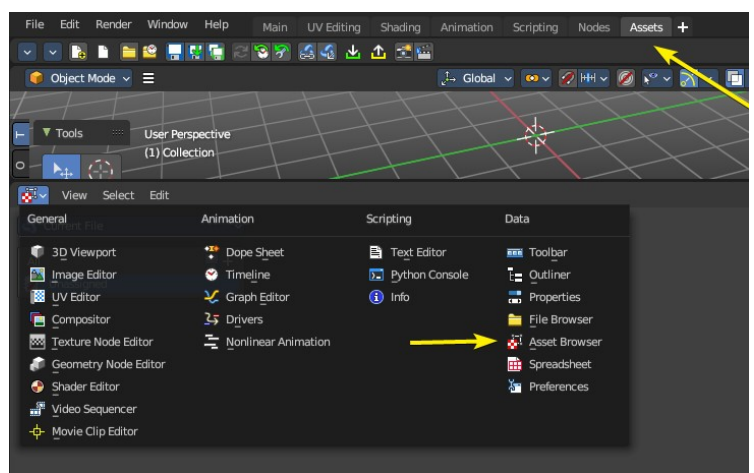 File Edit Render Window Help Main UV Editing Shading Animation Scripting Nodes Assets +
Object Mode Global
Tools User Perspective
(1) Collection
View Select Edit
General Animation Scripting Data
Current File
3D Viewport Dope Sheet Text Editor Toolbar
Image Editor Timeline Python Console Outliner
UV Editor Graph Editor Info Properties
Compositor Drivers File Browser
Texture Node Editor Nonlinear Animation Asset Browser
Geometry Node Editor Spreadsheet
Shader Editor Preferences
Video Sequencer
Movie Clip Editor